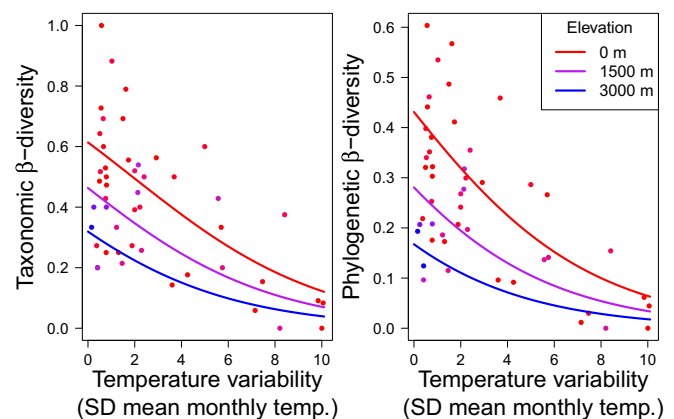 Taxonomic β−diversity
1.0
0.8
0.6
0.4
0.2
0.0
0 2 4 6 8 10
Temperature variability
(SD mean monthly temp.)
Phylogenetic β−diversity
0.6
0.5
0.4
0.3
0.2
0.1
0.0
0 2 4 6 8 10
Temperature variability
(SD mean monthly temp.)
Elevation
0 m
1500 m
3000 m